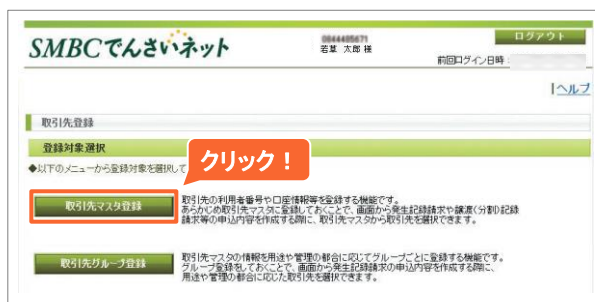 SMBCでんさいネット
若草 太郎 様
ログアウト
前回ログイン日時:
|ヘルプ
取引先登録
登録対象選択
◆以下のメニューから登録対象を選択して
クリック！
取引先マスタ登録
取引先の利用者番号や口座情報等を登録する機能です。
あらかじめ取引先マスタに登録しておくことで、画面から発生記録請求や譲渡(分割)記録
請求等の申込内容を作成する際に、取引先マスタから取引先を選択できます。
取引先グループ登録
取引先マスタの情報を用途や管理の都合に応じてグループごとに登録する機能です。
グループ登録をしておくことで、画面から発生記録請求の申込内容を作成する際に、
用途や管理の都合に応じた取引先を選択できます。